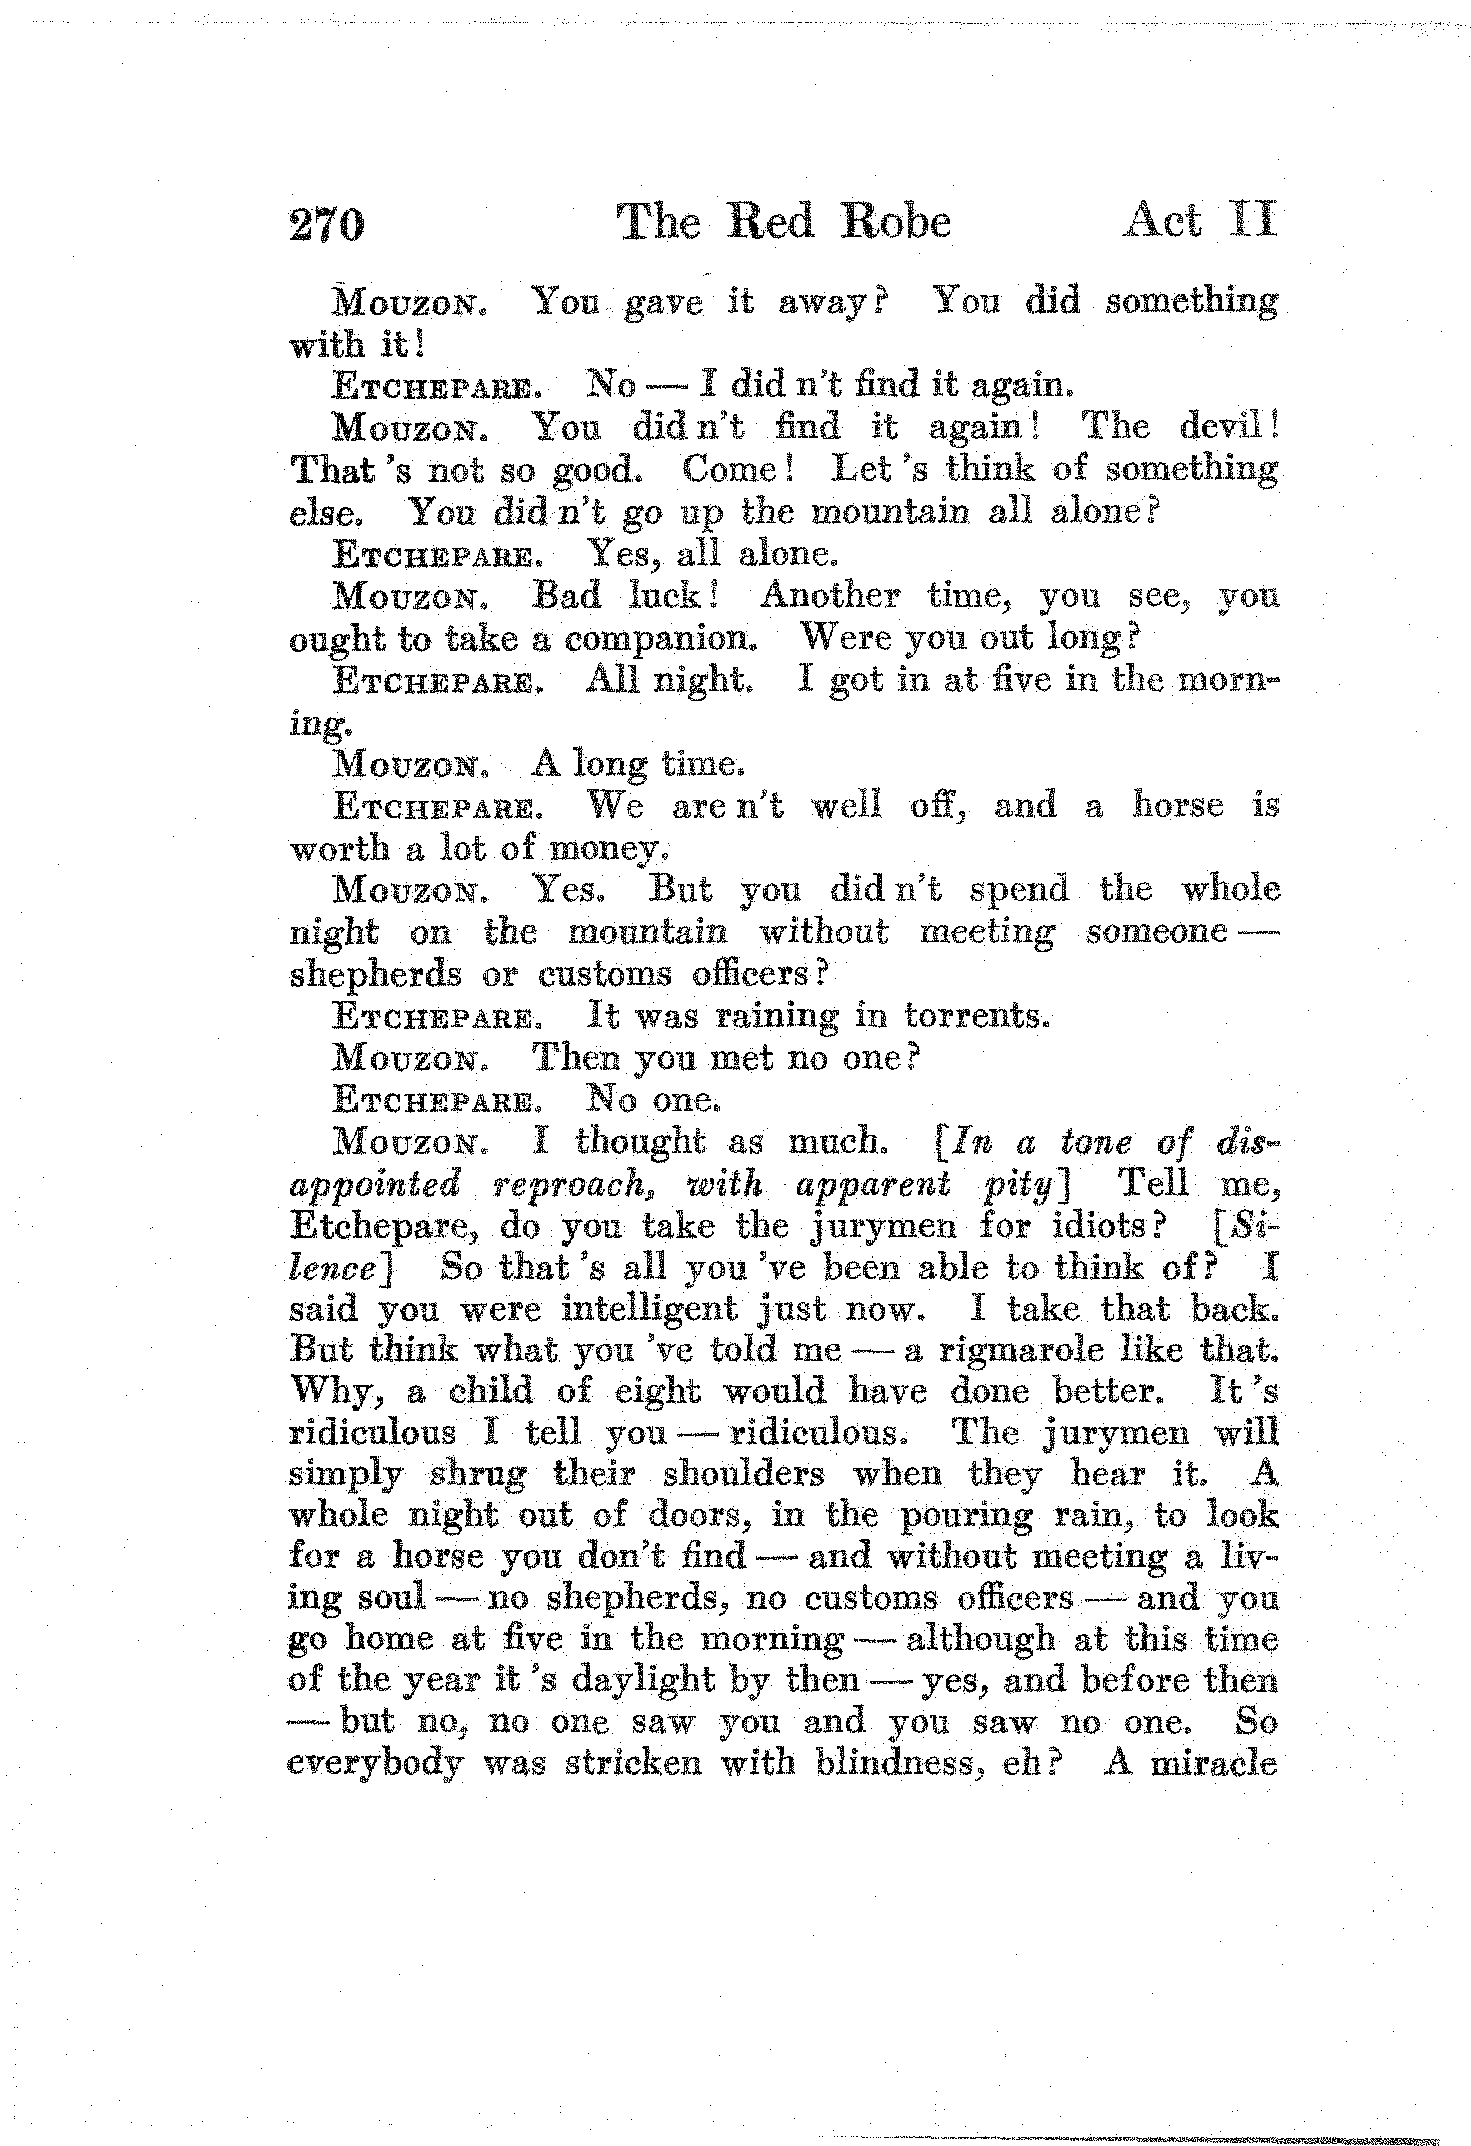 270 The Red Robe Act II
Mouzon. You gave it away? You did something
with it!
Etchepare. No — I did n't find it again.
Mouzon. You did n't find it again! The devil!
That 's not so good. Come! Let 's think of something
else. You did n't go up the mountain all alone?
Etchepare. Yes, all alone.
Mouzon. Bad luck! Another time, you see, you
ought to take a companion. Were you out long?
Etchepare. All night. I got in at five in the morn-
ing.
Mouzon. A long time.
Etchepare. We are n't well off, and a horse is
worth a lot of money.
Mouzon. Yes. But you did n't spend the whole
night on the mountain without meeting someone —
shepherds or customs officers?
Etchepare. It was raining in torrents.
Mouzon. Then you met no one?
Etchepare. No one.
Mouzon. I thought as much. [In a tone of dis-
appointed reproach, with apparent pity] Tell me,
Etchepare, do you take the jurymen for idiots? [Si-
lence] So that 's all you 've been able to think of? I
said you were intelligent just now. I take that back.
But think what you 've told me — a rigmarole like that.
Why, a child of eight would have done better. It 's
ridiculous I tell you — ridiculous. The jurymen will
simply shrug their shoulders when they hear it. A
whole night out of doors, in the pouring rain, to look
for a horse you don't find — and without meeting a liv-
ing soul — no shepherds, no customs officers — and you
go home at five in the morning — although at this time
of the year it 's daylight by then — yes, and before then
— but no, no one saw you and you saw no one. So
everybody was stricken with blindness, eh? A miracle